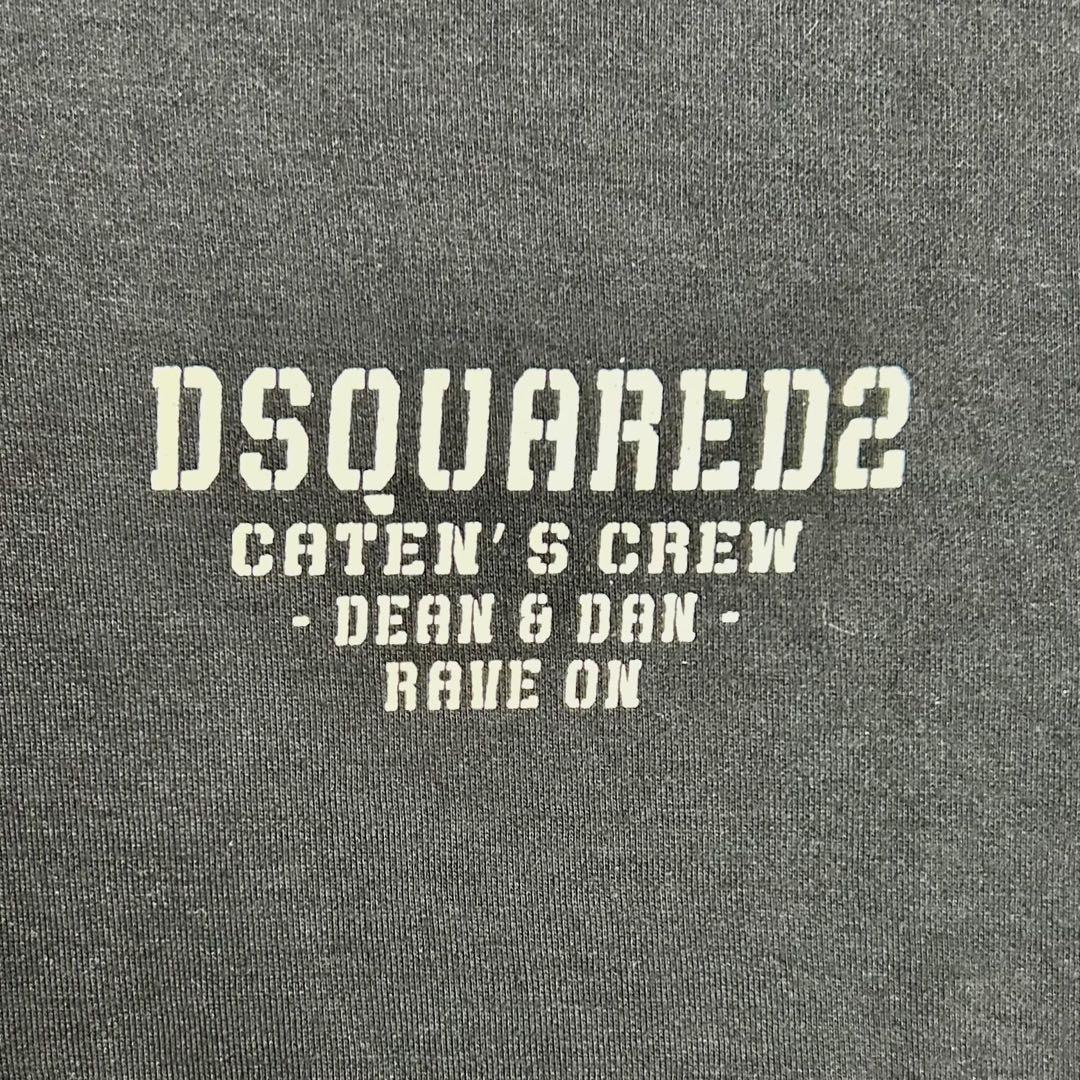 DSQUARED2
CATEN'S CREW
- DEAN & DAN -
RAVE ON